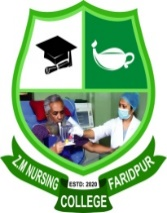 Z.M NURSING
ESTD: 2020
FARIDPUR
COLLEGE